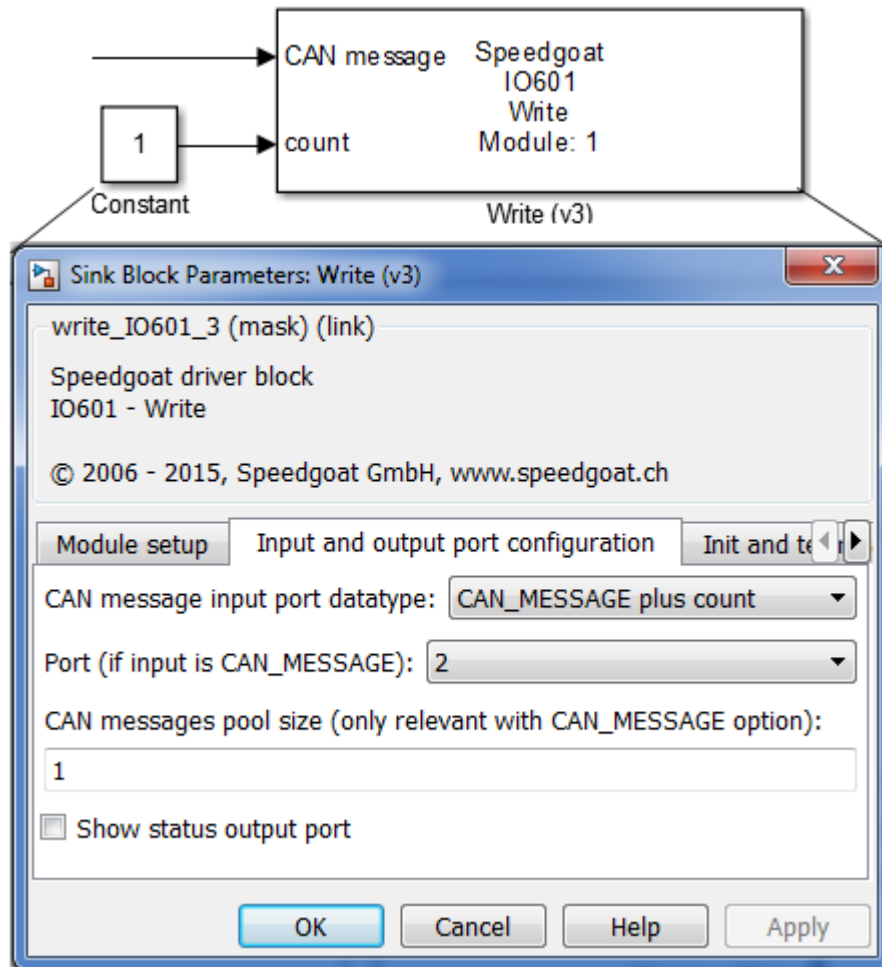 CAN message
Speedgoat
IO601
Write
Module: 1
1
count
Constant
Write (v3)
Sink Block Parameters: Write (v3)
write_IO601_3 (mask) (link)
Speedgoat driver block
IO601 - Write
© 2006 - 2015, Speedgoat GmbH, www.speedgoat.ch
Module setup Input and output port configuration Init and te
CAN message input port datatype: CAN_MESSAGE plus count
Port (if input is CAN_MESSAGE): 2
CAN messages pool size (only relevant with CAN_MESSAGE option):
1
Show status output port
OK Cancel Help Apply